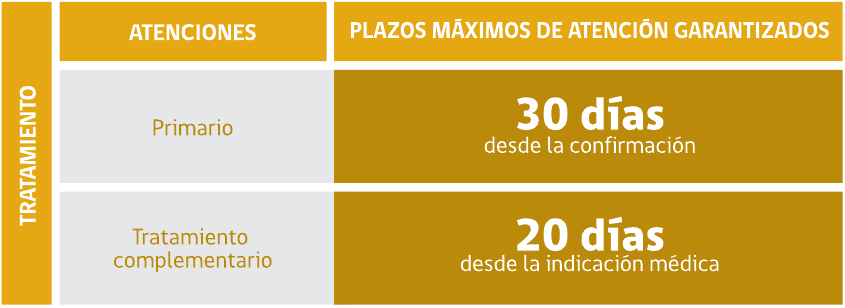 TRATAMIENTO
ATENCIONES
PLAZOS MÁXIMOS DE ATENCIÓN GARANTIZADOS
Primario
30 días
desde la confirmación
Tratamiento
complementario
20 días
desde la indicación médica